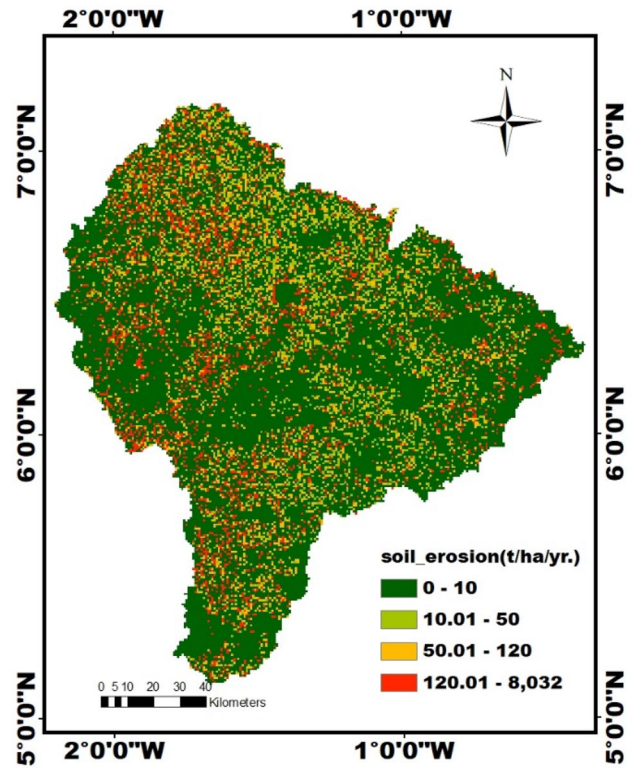 2°0'0"W 1°0'0"W
N
7°0'0"N 7°0'0"N
6°0'0"N 6°0'0"N
soil_erosion(t/ha/yr.)
0 - 10
10.01 - 50
50.01 - 120
120.01 - 8,032
0 5 10 20 30 40
Kilometers
5°0'0"N 5°0'0"N
2°0'0"W 1°0'0"W